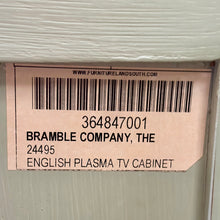 WWW.FURNITURELANDSOUTH.COM
364847001
BRAMBLE COMPANY, THE
24495
ENGLISH PLASMA TV CABINET